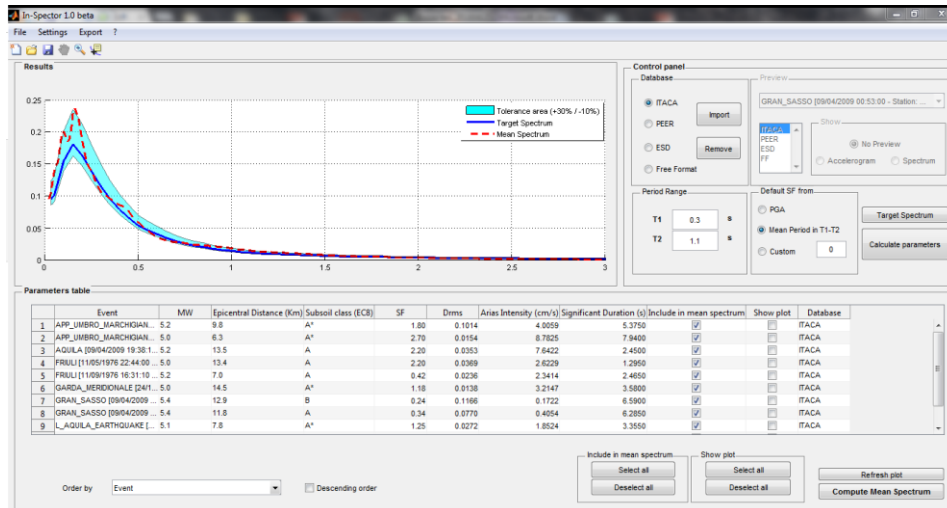 In-Spector 1.0 beta
File Settings Export ?
Results
0.25
0.2
0.15
0.1
0.05
0
0 0.5 1 1.5 2 2.5 3
Tolerance area (+30% / -10%)
Target Spectrum
Mean Spectrum
Control panel
Database
ITACA
PEER
ESD
Free Format
Import
Remove
Preview
GRAN_SASSO [09/04/2009 00:53:00 - Station: ...
ITACA
PEER
ESD
FF
Show
No Preview
Accelerogram Spectrum
Period Range
T1 0.3 s
T2 1.1 s
Default SF from
PGA
Mean Period in T1-T2
Custom 0
Target Spectrum
Calculate parameters
Parameters table
Event MW Epicentral Distance (Km) Subsoil class (EC8) SF Drms Arias Intensity (cm/s) Significant Duration (s) Include in mean spectrum Show plot Database
1 APP_UMBRO_MARCHIGIAN... 5.2 9.8 A* 1.80 0.1014 4.0059 5.3750 ITACA
2 APP_UMBRO_MARCHIGIAN... 5.0 6.3 A* 2.70 0.0154 8.7825 7.9400 ITACA
3 AQUILA [09/04/2009 19:38:1... 5.2 13.5 A 2.20 0.0353 7.6422 2.4500 ITACA
4 FRIULI [11/05/1976 22:44:00 ... 5.0 13.4 A 2.20 0.0369 2.6229 1.2950 ITACA
5 FRIULI [11/09/1976 16:31:10 ... 5.2 7.0 A 0.42 0.0236 2.3414 2.4650 ITACA
6 GARDA_MERIDIONALE [24/1... 5.0 14.5 A* 1.18 0.0138 3.2147 3.5800 ITACA
7 GRAN_SASSO [09/04/2009 ... 5.4 12.9 B 0.24 0.1166 0.1722 6.5900 ITACA
8 GRAN_SASSO [09/04/2009 ... 5.4 11.8 A 0.34 0.0770 0.4054 6.2850 ITACA
9 L_AQUILA_EARTHQUAKE [... 5.1 7.8 A* 1.25 0.0272 1.8524 3.3550 ITACA
Order by Event Descending order
Include in mean spectrum
Select all
Deselect all
Show plot
Select all
Deselect all
Refresh plot
Compute Mean Spectrum